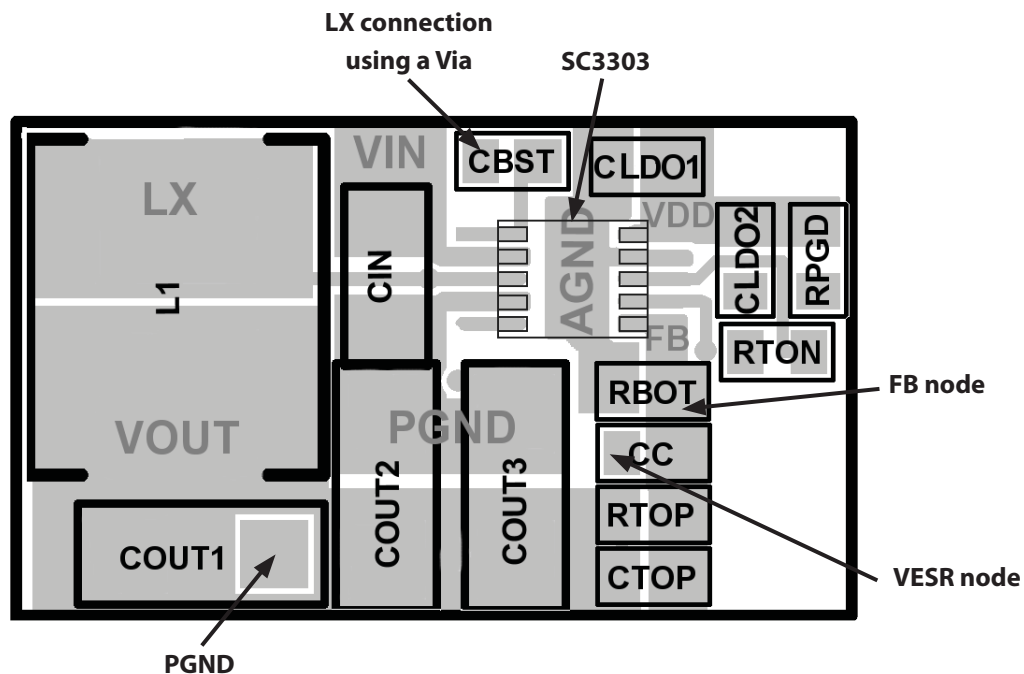 LX connection
using a Via
SC3303
VIN
CBST
CLDO1
LX
VDD
CIN
AGND
CLDO2
RPGD
L1
FB
RTON
RBOT
FB node
VOUT
PGND
CC
COUT2
COUT3
RTOP
COUT1
CTOP
VESR node
PGND